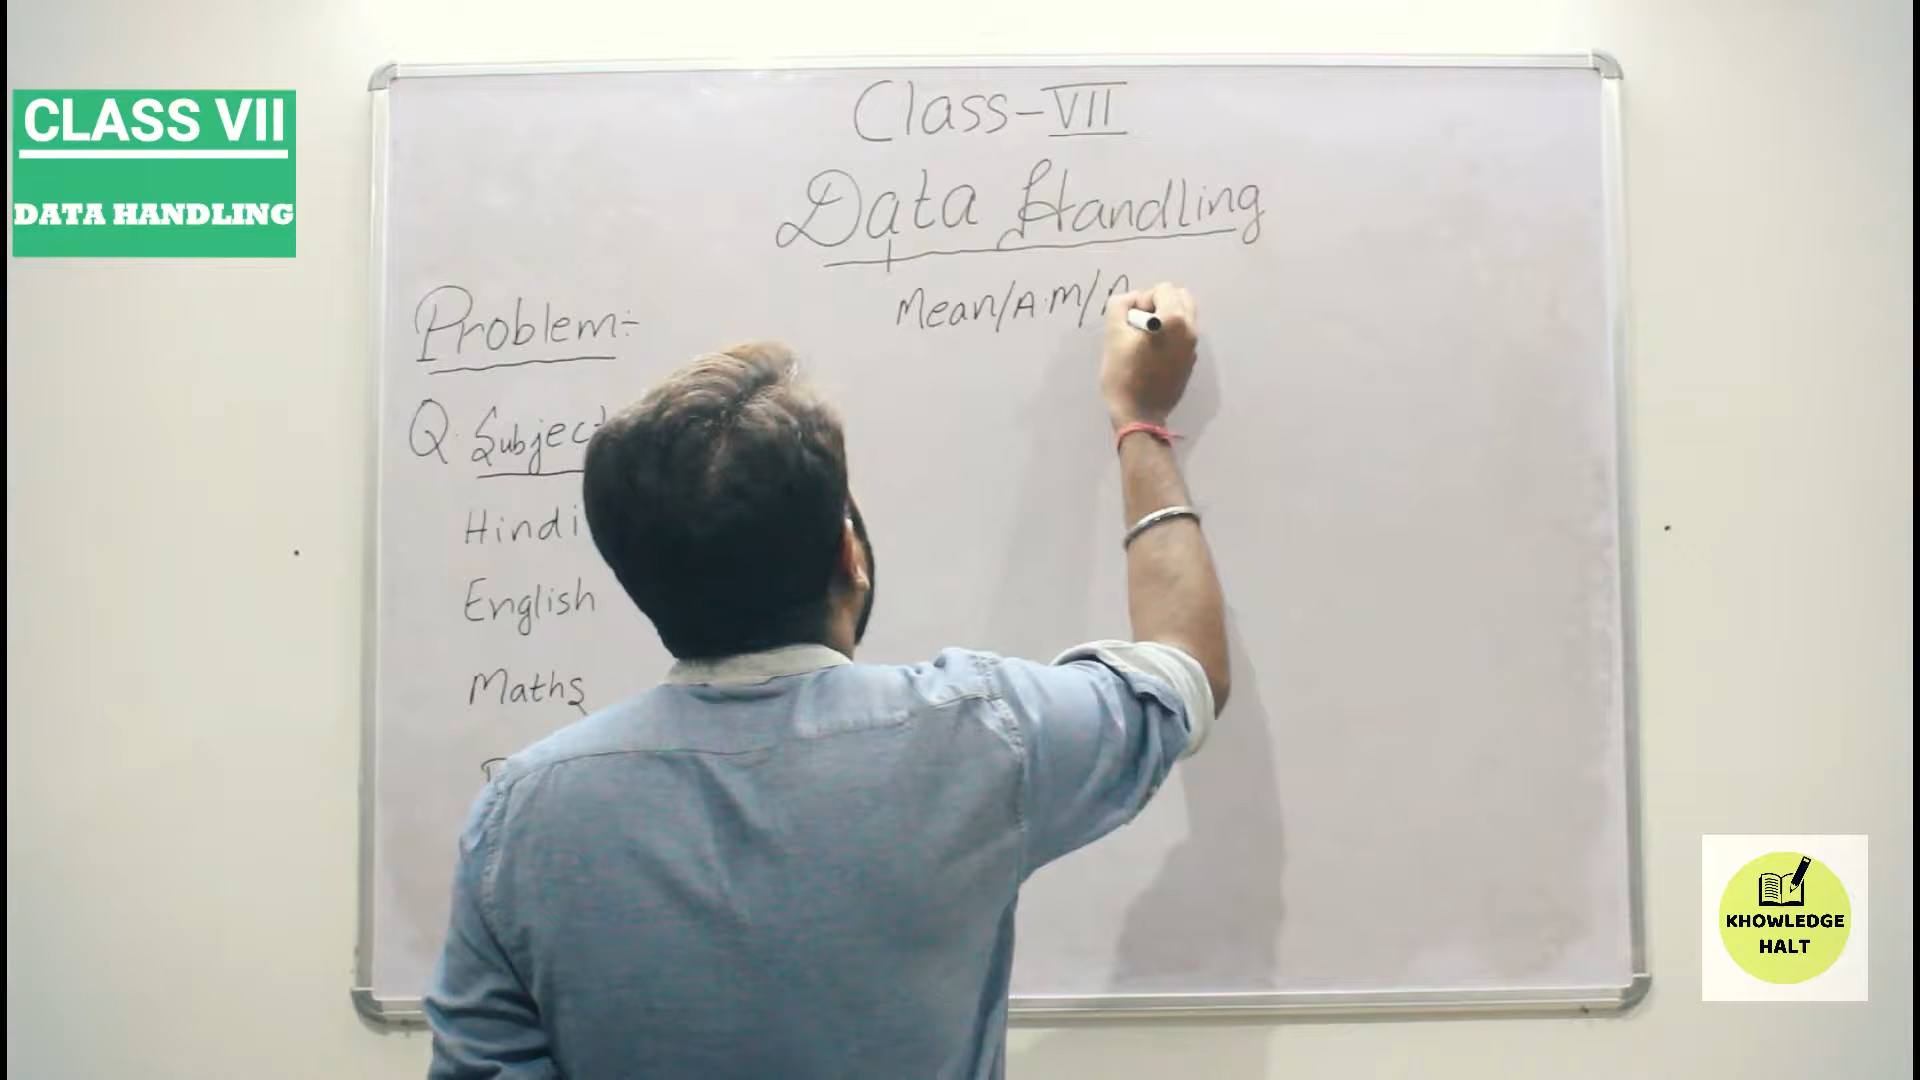 CLASS VII
DATA HANDLING
Class-VII
Data Handling
Mean/A.M/
Problem:-
Q. Subject
Hindi
English
Maths
KHOWLEDGE
HALT